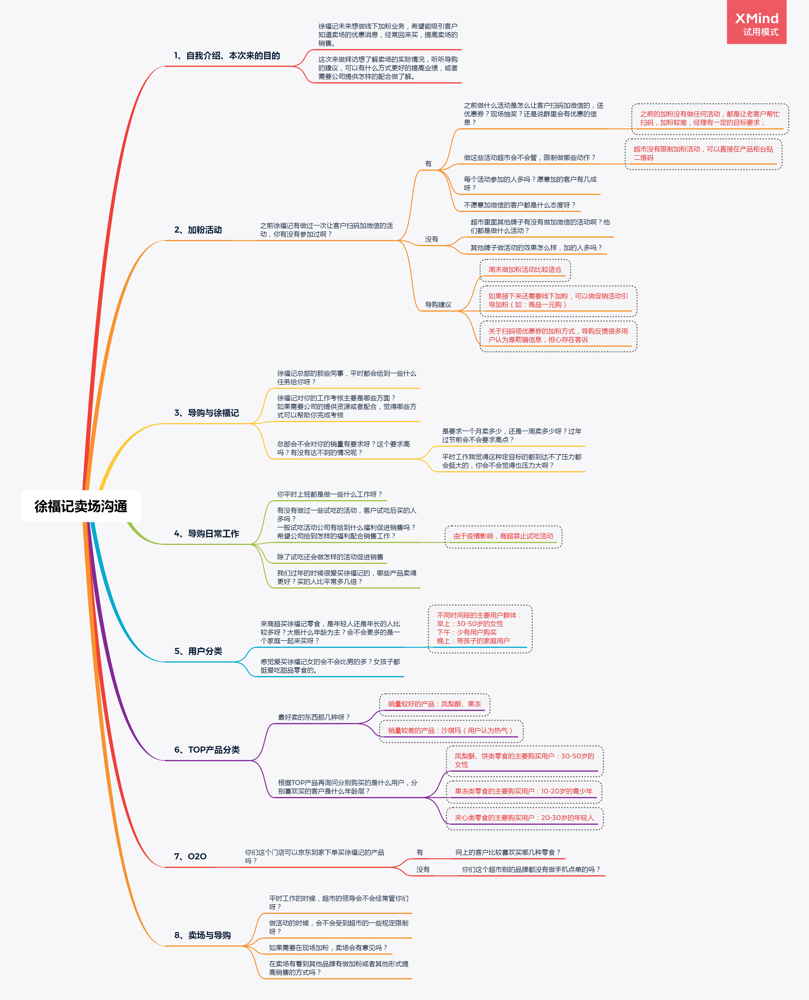 XMind
试用模式
徐福记卖场沟通
1、自我介绍、本次来的目的
徐福记未来想做线下加粉业务，希望能吸引客户
知道卖场的优惠消息，经常回来买，提高卖场的
销售。
这次来做拜访想了解卖场的实际情况，听听导购
的建议，可以有什么方式更好的提高业绩，或者
需要公司提供怎样的配合做了解。
2、加粉活动
之前徐福记有做过一次让客户扫码加微信的活
动，你有没有参加过啊？
有
之前做什么活动是怎么让客户扫码加微信的，送
优惠券？现场抽奖？还是说群里会有优惠的信
息？
之前的加粉没有做任何活动，都是让老客户帮忙
扫码，加粉较难，经理有一定的目标要求；
做这些活动超市会不会管，限制做哪些动作？
超市没有限制加粉活动，可以直接在产品柜台贴
二维码
每个活动参加的人多吗？愿意加的客户有几成
呀？
不愿意加微信的客户都是什么态度呀？
没有
超市里面其他牌子有没有做加微信的活动啊？他
们都是做什么活动？
其他牌子做活动的效果怎么样，加的人多吗？
导购建议
周末做加粉活动比较适合
如果接下来还需要线下加粉，可以做促销活动引
导加粉（如：商品一元购）
关于扫码领优惠券的加粉方式，导购反馈很多用
户认为是欺骗信息，担心存在客诉
3、导购与徐福记
徐福记总部的那些同事，平时都会给到一些什么
任务给你呀？
徐福记对你的工作考核主要是哪些方面？
如果需要公司的提供资源或者配合，觉得哪些方
式可以帮助你完成考核
总部会不会对你的销量有要求呀？这个要求高
吗？有没有达不到的情况呢？
是要求一个月卖多少，还是一周卖多少呀？过年
过节前会不会要求高点？
平时工作我觉得这种定目标的都到达不了压力都
会挺大的，你会不会觉得也压力大啊？
4、导购日常工作
你平时上班都是做一些什么工作呀？
有没有做过一些试吃的活动，客户试吃后买的人
多吗？
一般试吃活动公司有给到什么福利促进销售吗？
希望公司给到怎样的福利配合销售工作？
由于疫情影响，商超禁止试吃活动
除了试吃还会做怎样的活动促进销售
我们过年的时候很爱买徐福记的，哪些产品卖得
更好？买的人比平常多几倍？
5、用户分类
来商超买徐福记零食，是年轻人还是年长的人比
较多呀？大概什么年龄为主？会不会更多的是一
个家庭一起来买呀？
不同时间段的主要用户群体：
早上：30-50岁的女性
下午：少有用户购买
晚上：带孩子的家庭用户
感觉爱买徐福记女的会不会比男的多？女孩子都
挺爱吃甜品零食的。
6、TOP产品分类
最好卖的东西那几种呀？
销量较好的产品：凤梨酥、果冻
销量较差的产品：沙琪玛（用户认为热气）
根据TOP产品再询问分别购买的是什么用户，分
别喜欢买的客户是什么年龄层？
凤梨酥、饼类零食的主要购买用户：30-50岁的
女性
果冻类零食的主要购买用户：10-20岁的青少年
夹心类零食的主要购买用户：20-30岁的年轻人
7、O2O
你们这个门店可以京东到家下单买徐福记的产品
吗？
有
网上的客户比较喜欢买哪几种零食？
没有
你们这个超市别的品牌都没有做手机点单的吗？
8、卖场与导购
平时工作的时候，超市的领导会不会经常管你们
呀？
做活动的时候，会不会受到超市的一些规定限制
呀？
如果需要在现场加粉，卖场会有意见吗？
在卖场有看到其他品牌有做加粉或者其他形式提
高销售的方式吗？